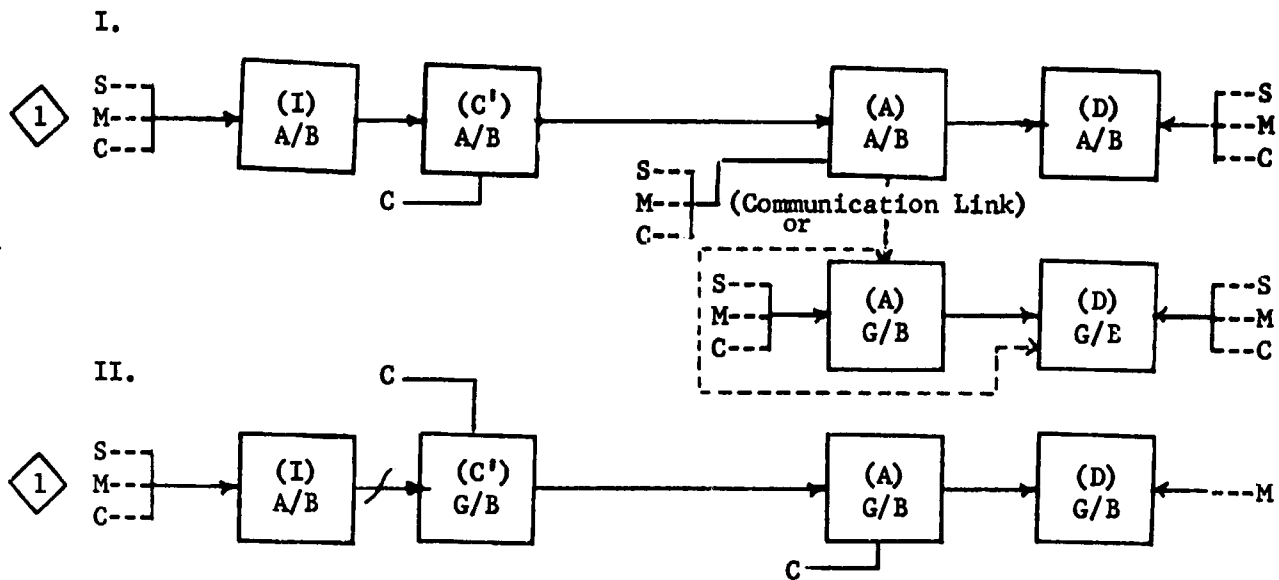 I.
1
S---
M---
C---
(I)
A/B
(C')
A/B
C
(A)
A/B
(D)
A/B
---S
---M
---C
S---
M---
C---
(Communication Link)
or
S---
M---
C---
(A)
G/B
(D)
G/E
---S
---M
---C
II.
C
1
S---
M---
C---
(I)
A/B
(C')
G/B
(A)
G/B
C
(D)
G/B
---M